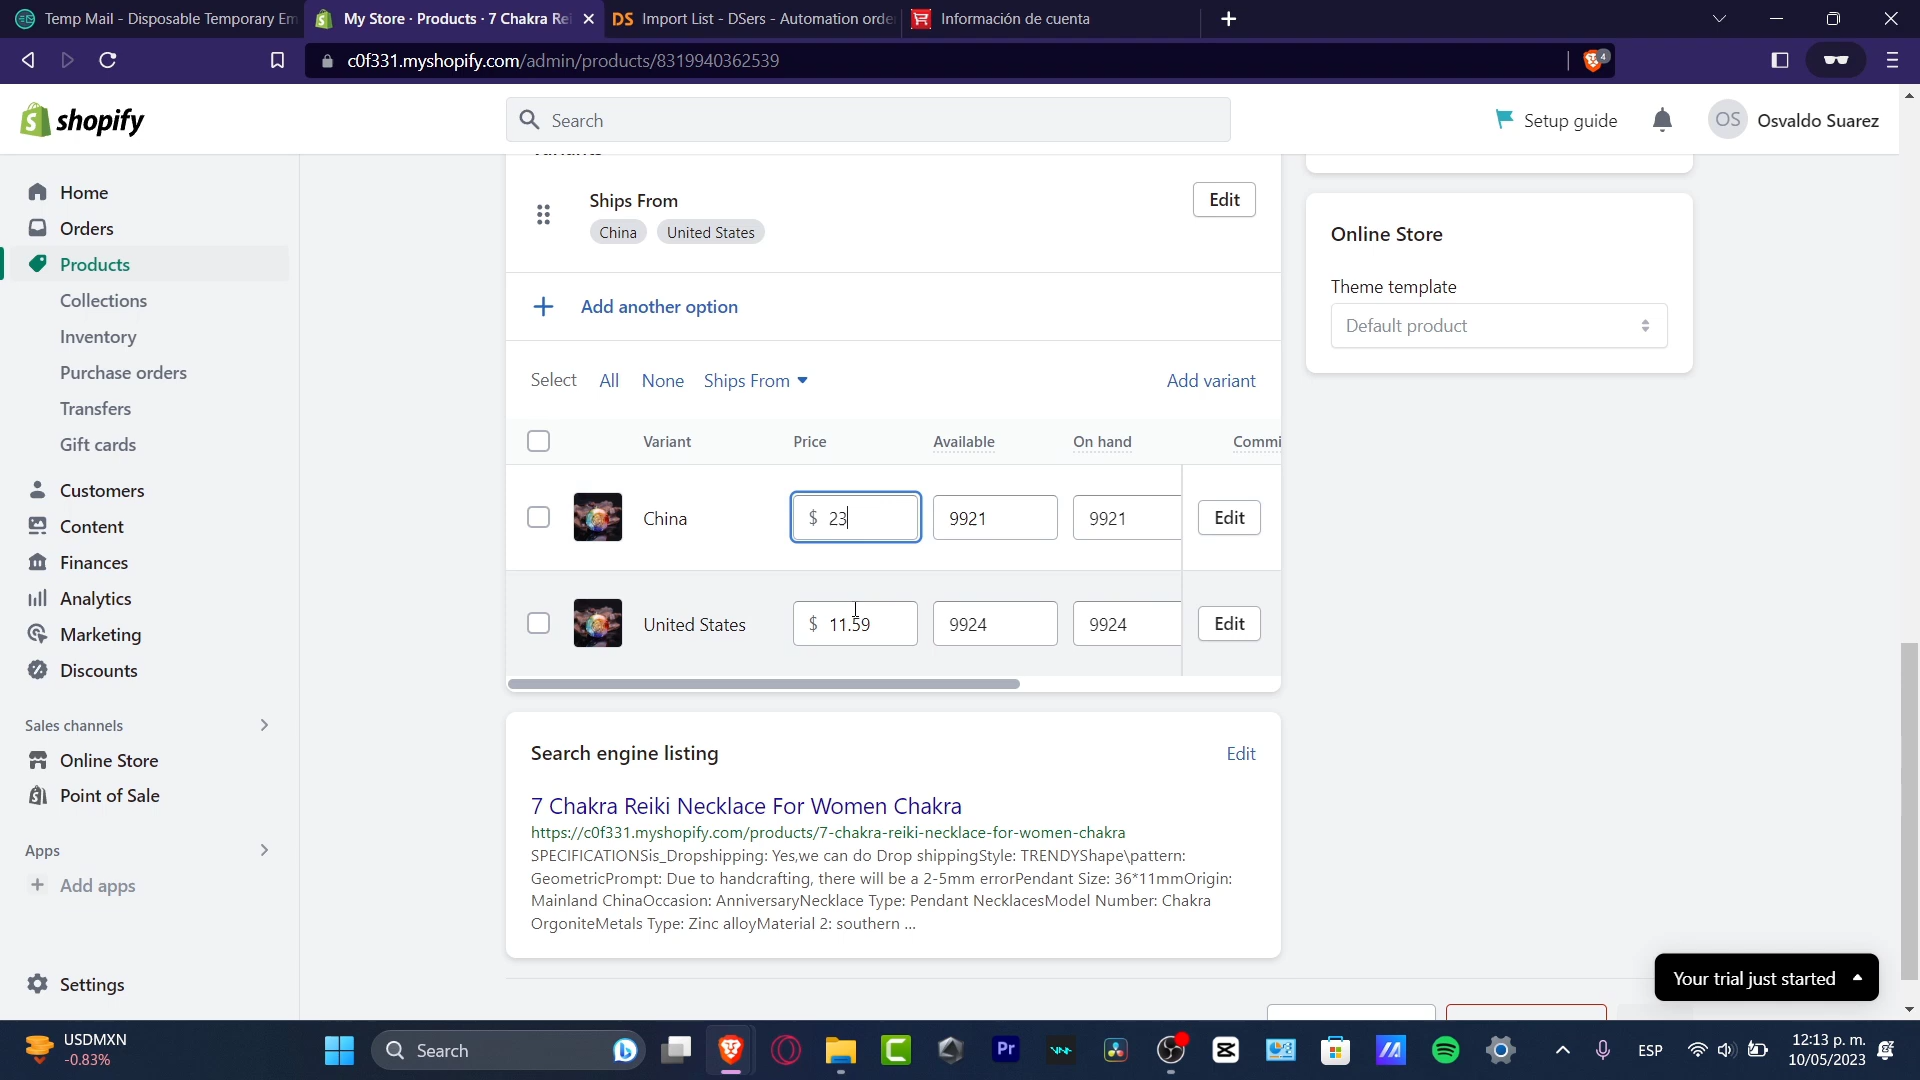 Temp Mail - Disposable Temporary Em
My Store · Products · 7 Chakra Rei
DS Import List - DSers - Automation orde
Información de cuenta
c0f331.myshopify.com/admin/products/8319940362539
4
shopify
Search
Setup guide
OS
Osvaldo Suarez
Home
Orders
Products
Collections
Inventory
Purchase orders
Transfers
Gift cards
Customers
Content
Finances
Analytics
Marketing
Discounts
Sales channels
Online Store
Point of Sale
Apps
Add apps
Settings
Ships From
Edit
China
United States
Add another option
Select All None Ships From
Add variant
Variant Price Available On hand Commi
China $ 23 9921 9921 Edit
United States $ 11.59 9924 9924 Edit
Search engine listing
Edit
7 Chakra Reiki Necklace For Women Chakra
https://c0f331.myshopify.com/products/7-chakra-reiki-necklace-for-women-chakra
SPECIFICATIONSis_Dropshipping: Yes,we can do Drop shippingStyle: TRENDYShape\pattern:
GeometricPrompt: Due to handcrafting, there will be a 2-5mm errorPendant Size: 36*11mmOrigin:
Mainland ChinaOccasion: AnniversaryNecklace Type: Pendant NecklacesModel Number: Chakra
OrgoniteMetals Type: Zinc alloyMaterial 2: southern ...
Online Store
Theme template
Default product
Your trial just started
USDMXN
-0.83%
Search
Pr
ESP
12:13 p. m.
10/05/2023